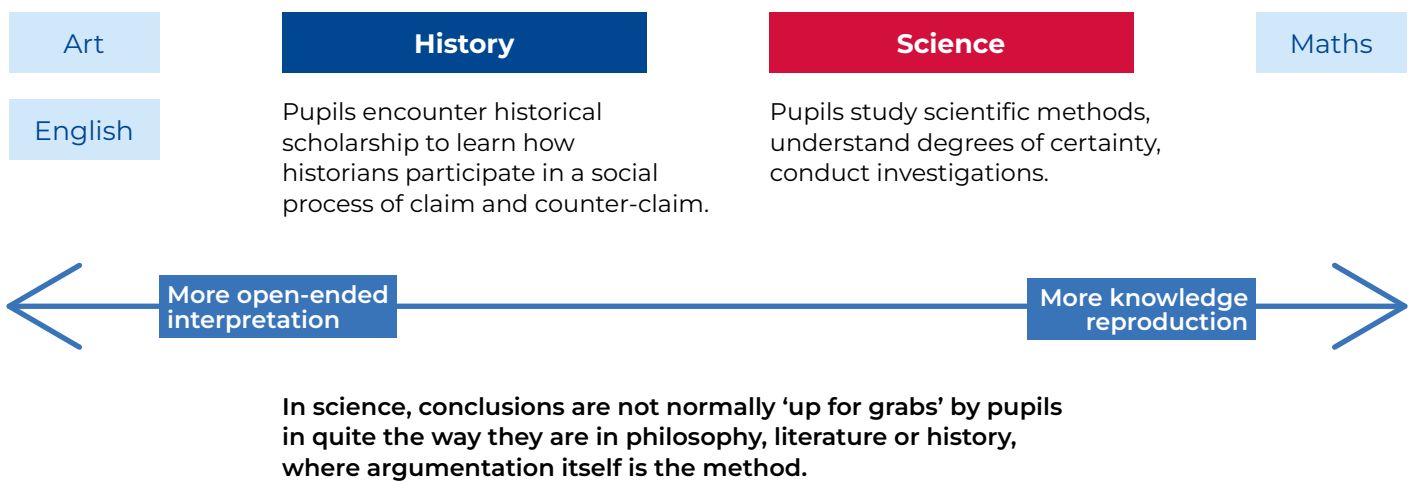 Art
History
Science
Maths
English
Pupils encounter historical
scholarship to learn how
historians participate in a social
process of claim and counter-claim.
Pupils study scientific methods,
understand degrees of certainty,
conduct investigations.
More open-ended
interpretation
More knowledge
reproduction
In science, conclusions are not normally ‘up for grabs’ by pupils
in quite the way they are in philosophy, literature or history,
where argumentation itself is the method.